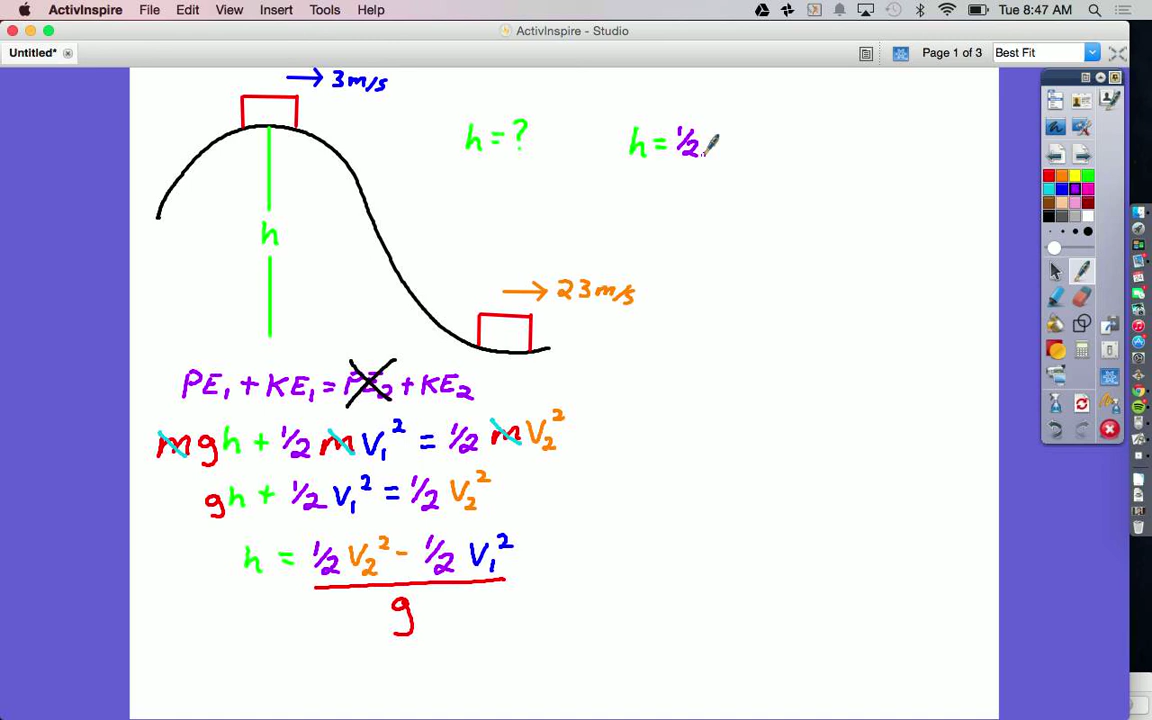 ActivInspire File Edit View Insert Tools Help Tue 8:47 AM
ActivInspire - Studio
Untitled* Page 1 of 3 Best Fit
→ 3m/s
h = ? h = 1/2
h
→ 23m/s
PE₁ + KE₁ = PE₂ + KE₂
mgh + 1/2 m V₁² = 1/2 m V₂²
gh + 1/2 V₁² = 1/2 V₂²
h = 1/2 V₂² - 1/2 V₁²
g